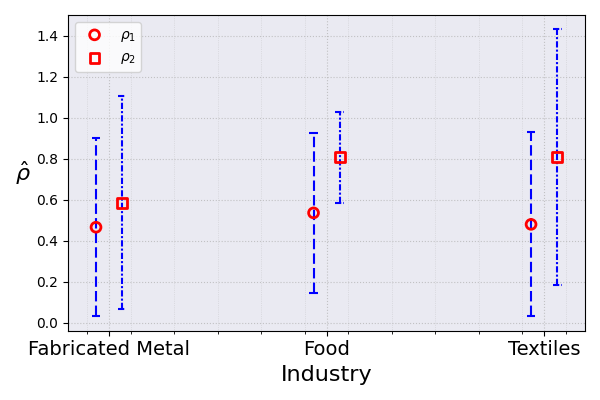 ρ₁
ρ₂
1.4
1.2
1.0
0.8
0.6
0.4
0.2
0.0
ρ̂
Fabricated Metal
Food
Textiles
Industry